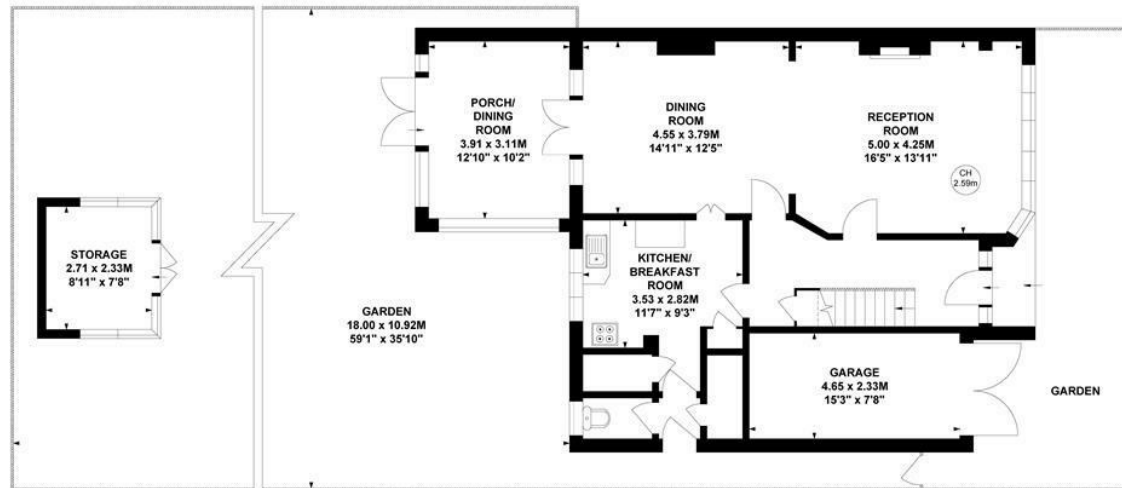 PORCH/
DINING
ROOM
3.91 x 3.11M
12'10" x 10'2"
DINING
ROOM
4.55 x 3.79M
14'11" x 12'5"
RECEPTION
ROOM
5.00 x 4.25M
16'5" x 13'11"
CH
2.59m
STORAGE
2.71 x 2.33M
8'11" x 7'8"
KITCHEN/
BREAKFAST
ROOM
3.53 x 2.82M
11'7" x 9'3"
GARDEN
18.00 x 10.92M
59'1" x 35'10
GARAGE
4.65 x 2.33M
15'3" x 7'8"
GARDEN